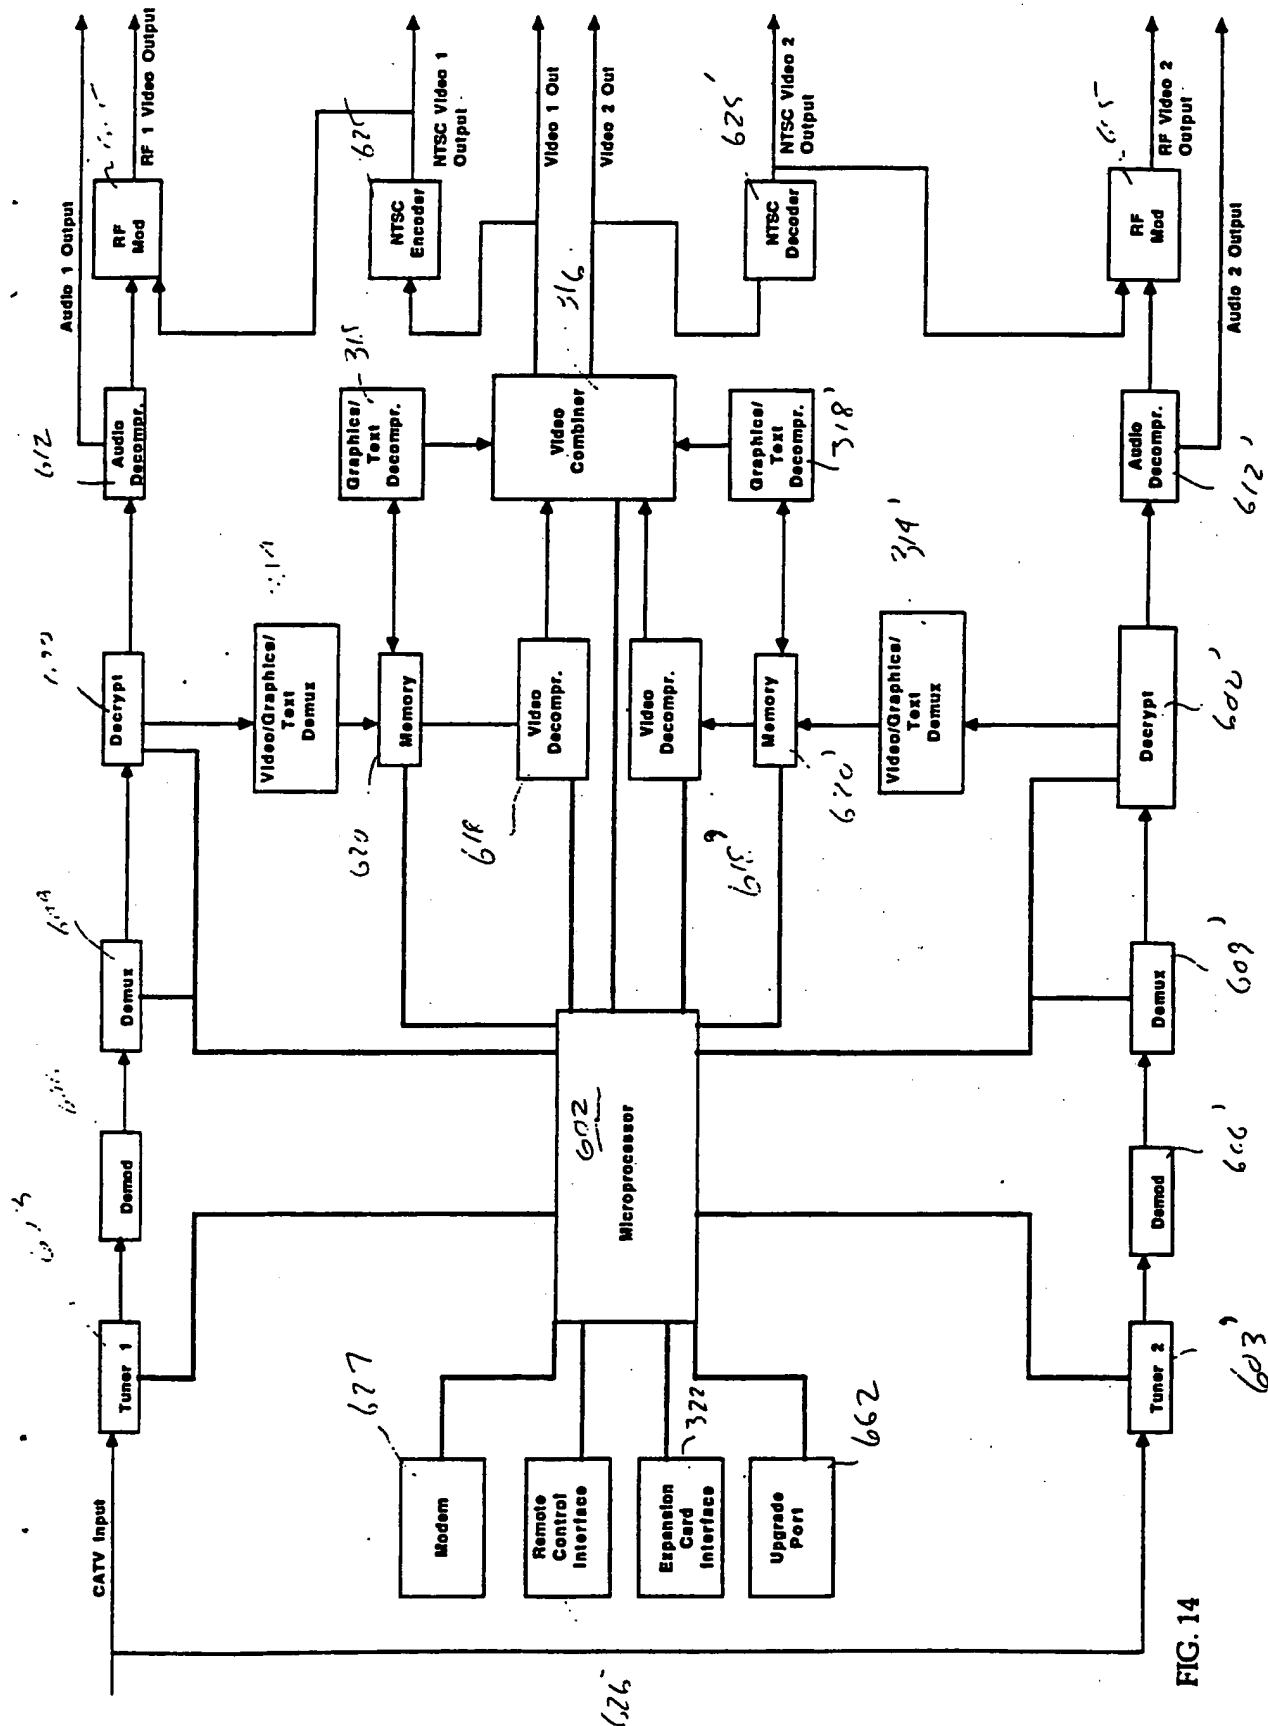 Audio 1 Output
RF 1 Video Output
RF
Mod
NTSC Video 1
Output
NTSC
Encoder
Video 1 Out
Video 2 Out
NTSC Video 2
Output
625'
NTSC
Decoder
RF Video 2
Output
RF
Mod
Audio 2 Output
612
Audio
Decompr.
315
Graphics/
Text
Decompr.
316
Video
Combiner
Graphics/
Text
Decompr.
318'
Audio
Decompr.
612'
Decrypt
Video/Graphics/
Text
Demux
Memory
620
Video
Decompr.
618
Video
Decompr.
Memory
620'
Video/Graphics/
Text
Demux
314'
Decrypt
600'
Demux
Demux
609'
Demod
Microprocessor
602
Demod
606'
Tuner 1
Tuner 2
603'
CATV Input
Modem
627
Remote
Control
Interface
Expansion
Card
Interface
322
Upgrade
Port
662
FIG. 14